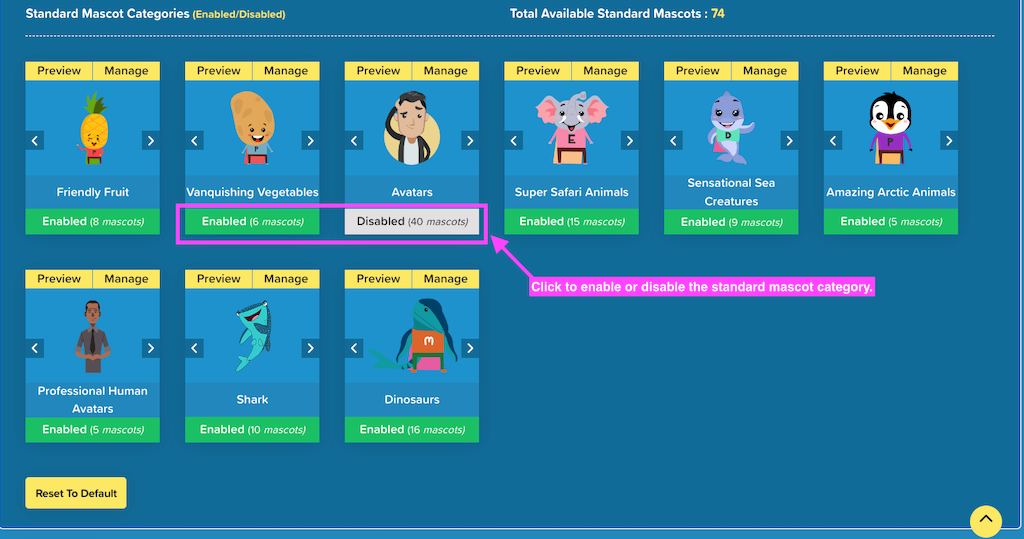 Standard Mascot Categories (Enabled/Disabled) Total Available Standard Mascots : 74
Preview Manage Preview Manage Preview Manage Preview Manage Preview Manage Preview Manage
P P E D P
Friendly Fruit Vanquishing Vegetables Avatars Super Safari Animals Sensational Sea Creatures Amazing Arctic Animals
Enabled (8 mascots) Enabled (6 mascots) Disabled (40 mascots) Enabled (15 mascots) Enabled (9 mascots) Enabled (5 mascots)
Click to enable or disable the standard mascot category.
Preview Manage Preview Manage Preview Manage
m
Professional Human Avatars Shark Dinosaurs
Enabled (5 mascots) Enabled (10 mascots) Enabled (16 mascots)
Reset To Default